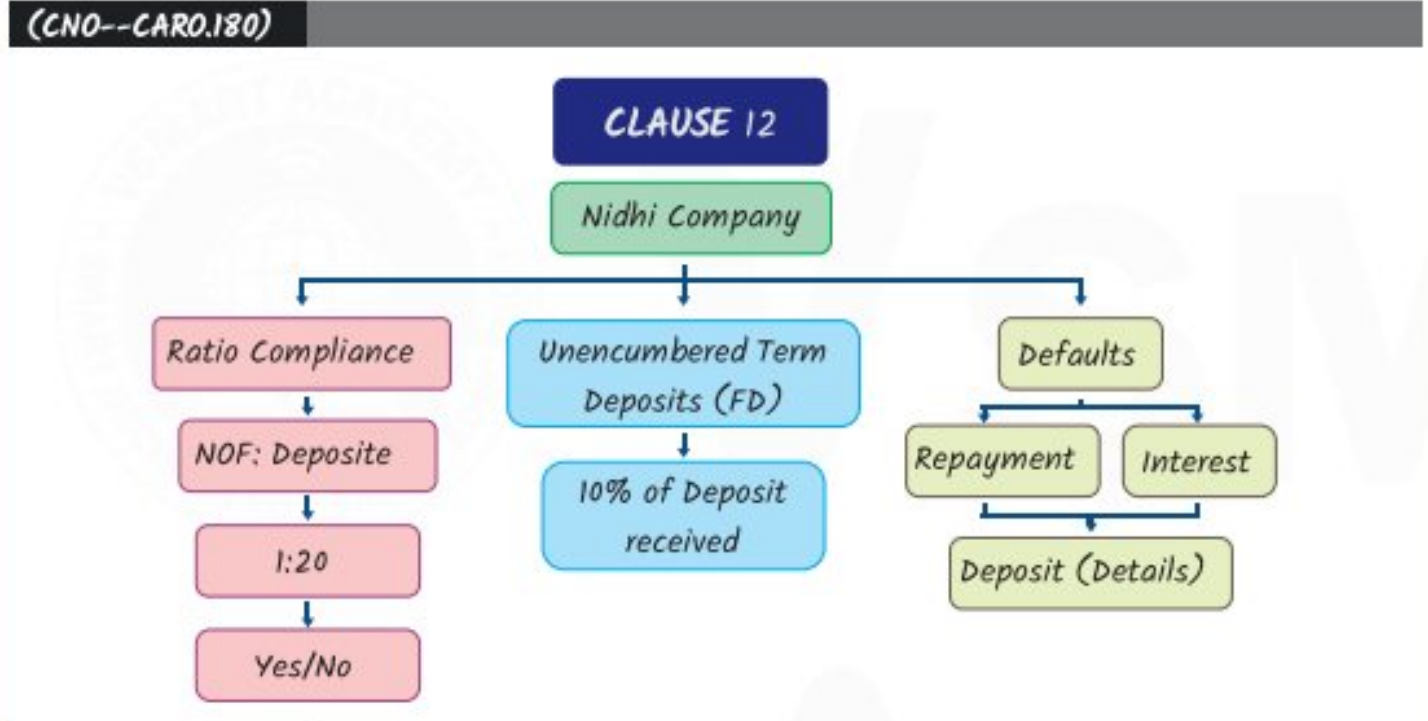 (CNO--CARO.180)
CLAUSE 12
Nidhi Company
Ratio Compliance
NOF: Deposite
1:20
Yes/No
Unencumbered Term
Deposits (FD)
10% of Deposit
received
Defaults
Repayment
Interest
Deposit (Details)